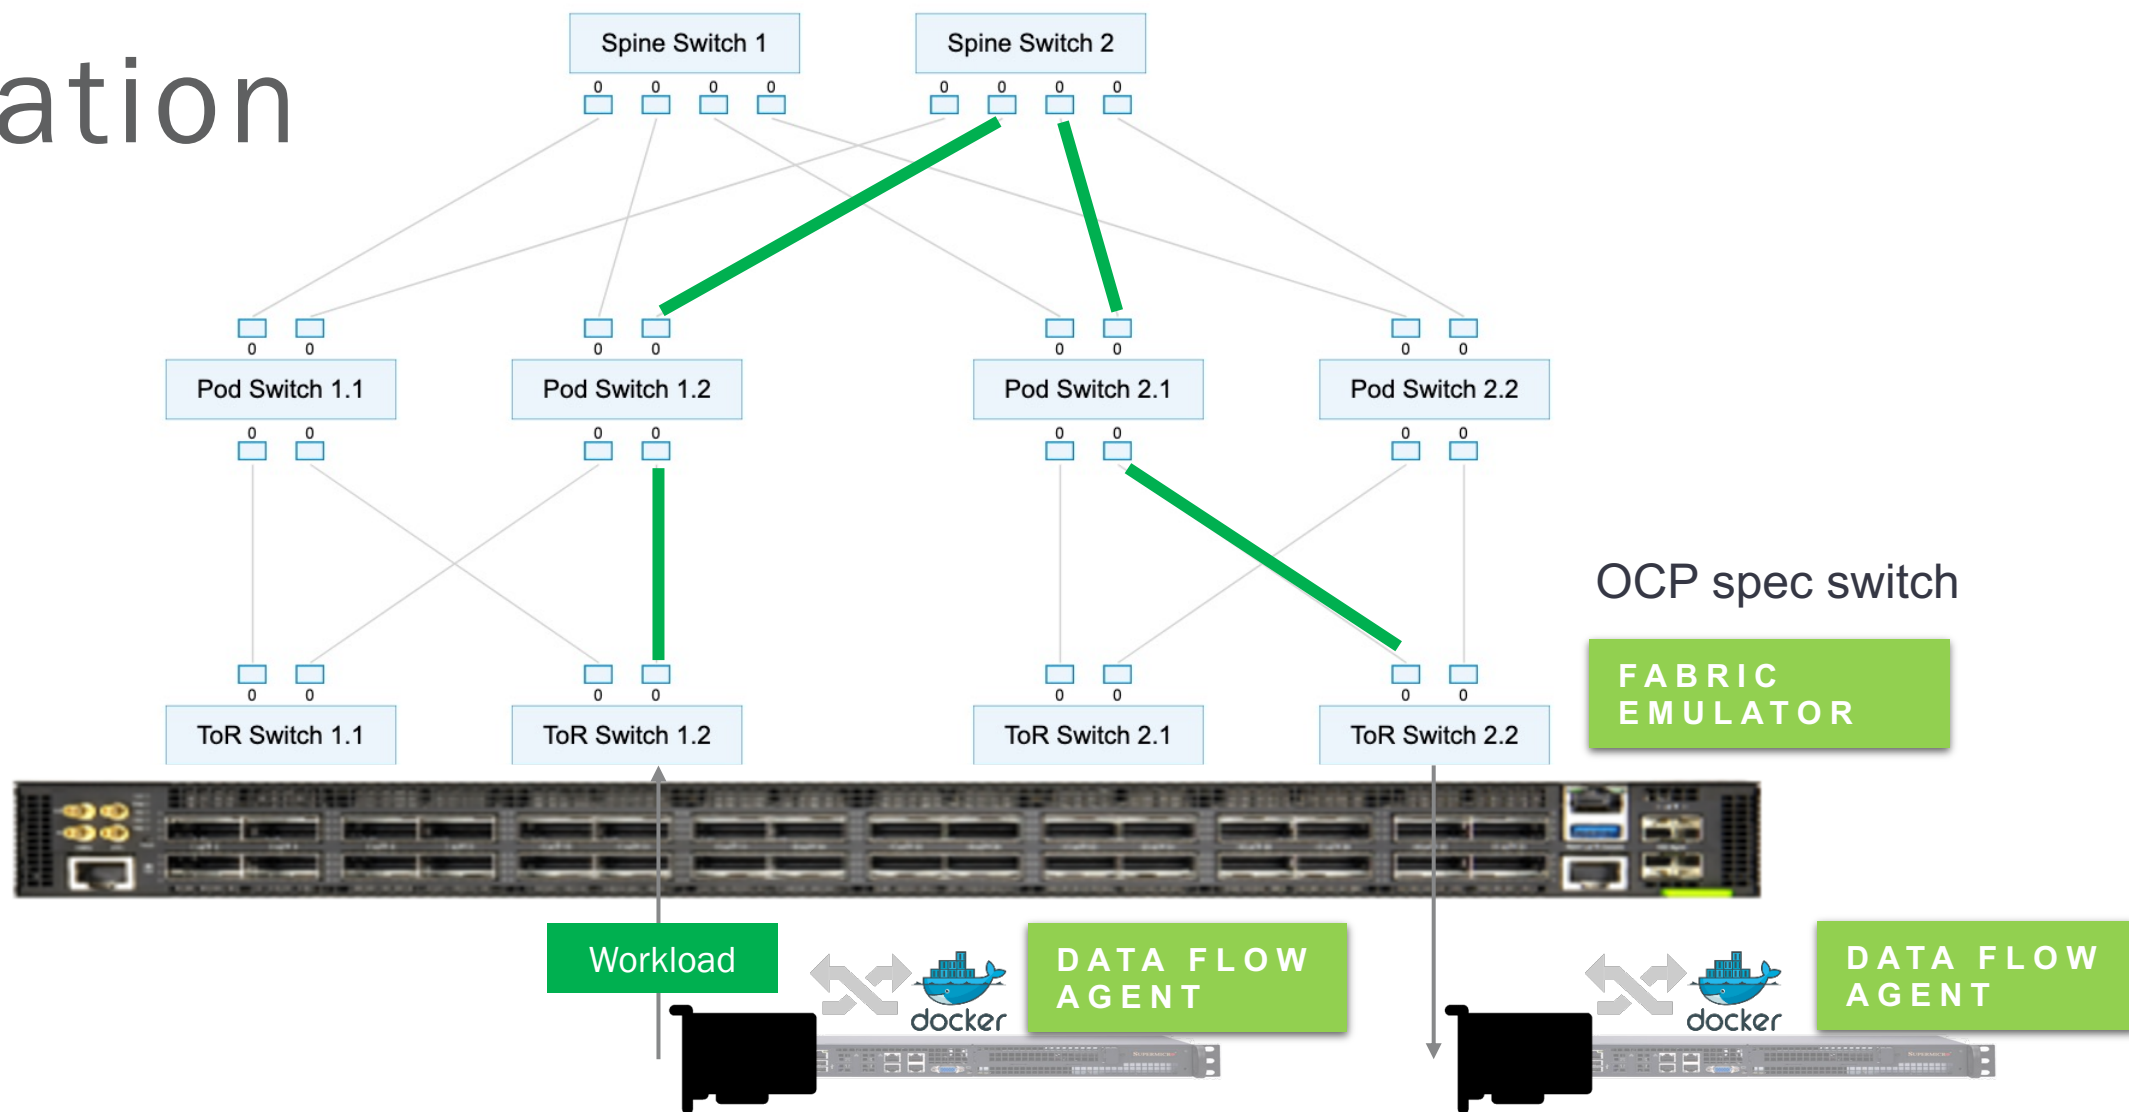 ation
Spine Switch 1
Spine Switch 2
0 0 0 0
0 0 0 0
0 0
0 0
0 0
0 0
Pod Switch 1.1
Pod Switch 1.2
Pod Switch 2.1
Pod Switch 2.2
0 0
0 0
0 0
0 0
OCP spec switch
FABRIC
EMULATOR
0 0
0 0
0 0
0 0
ToR Switch 1.1
ToR Switch 1.2
ToR Switch 2.1
ToR Switch 2.2
Workload
docker
DATA FLOW
AGENT
docker
DATA FLOW
AGENT
SUPERMICRO
SUPERMICRO